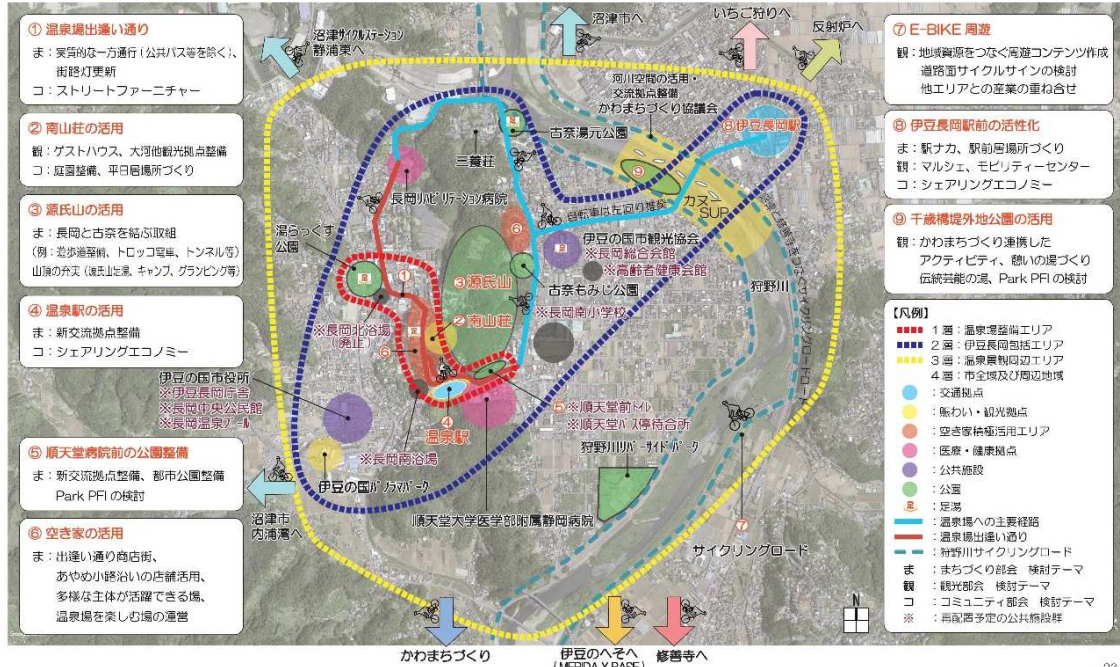 ① 温泉場出逢い通り
ま：実質的な一方通行（公共バス等を除く）、
街路灯更新
コ：ストリートファーニチャー
② 南山荘の活用
観：ゲストハウス、大河他観光拠点整備
コ：庭園整備、平日居場所づくり
③ 源氏山の活用
ま：長岡と古奈を結ぶ取組
（例：遊歩道整備、トロッコ電車、トンネル等）
山頂の充実（源氏山足湯、キャンプ、グランピング等）
④ 温泉駅の活用
ま：新交流拠点整備
コ：シェアリングエコノミー
⑤ 順天堂病院前の公園整備
ま：新交流拠点整備、都市公園整備
Park PFI の検討
⑥ 空き家の活用
ま：出逢い通り商店街、
あやめ小路沿いの店舗活用、
多様な主体が活躍できる場、
温泉場を楽しむ場の運営
沼津サイクルステーション
静浦東へ
沼津市へ
いちご狩りへ
反射炉へ
河川空間の活用・
交流拠点整備
かわまちづくり協議会
⑧伊豆長岡駅
足
古奈湯元公園
三養荘
⑨
カヌー
SUP
自転車は左回り推奨
長岡リハビリテーション病院
湯らっくす
公園
足
①
⑥
③源氏山
足
伊豆の国市観光協会
※長岡総合会館
※高齢者健康会館
古奈もみじ公園
※長岡南小学校
狩野川
足
②南山荘
※長岡北浴場
（廃止）
⑥
伊豆の国市役所
※伊豆長岡庁舎
※長岡中央公民館
※長岡温泉プール
④
温泉駅
⑤※順天堂前トイレ
※順天堂バス停待合所
※長岡南浴場
狩野川リバーサイドパーク
伊豆の国パノラマパーク
順天堂大学医学部附属静岡病院
沼津市
内浦湾へ
⑦
サイクリングロード
かわまちづくり
伊豆のへそへ
(MERIDA X BASE)
修善寺へ
N
⑦ E-BIKE 周遊
観：地域資源をつなぐ周遊コンテンツ作成
道路面サイクルサインの検討
他エリアとの産業の重ね合せ
⑧ 伊豆長岡駅前の活性化
ま：駅ナカ、駅前居場所づくり
観：マルシェ、モビリティーセンター
コ：シェアリングエコノミー
⑨ 千歳橋堤外地公園の活用
観：かわまちづくり連携した
アクティビティ、憩いの場づくり
伝統芸能の場、Park PFI の検討
【凡例】
１層：温泉場整備エリア
２層：伊豆長岡包括エリア
３層：温泉景観周辺エリア
４層：市全域及び周辺地域
：交通拠点
：賑わい・観光拠点
：空き家積極活用エリア
：医療・健康拠点
：公共施設
：公園
足：足湯
：温泉場への主要経路
：温泉場出逢い通り
：狩野川サイクリングロード
ま：まちづくり部会 検討テーマ
観：観光部会 検討テーマ
コ：コミュニティ部会 検討テーマ
※：再配置予定の公共施設群